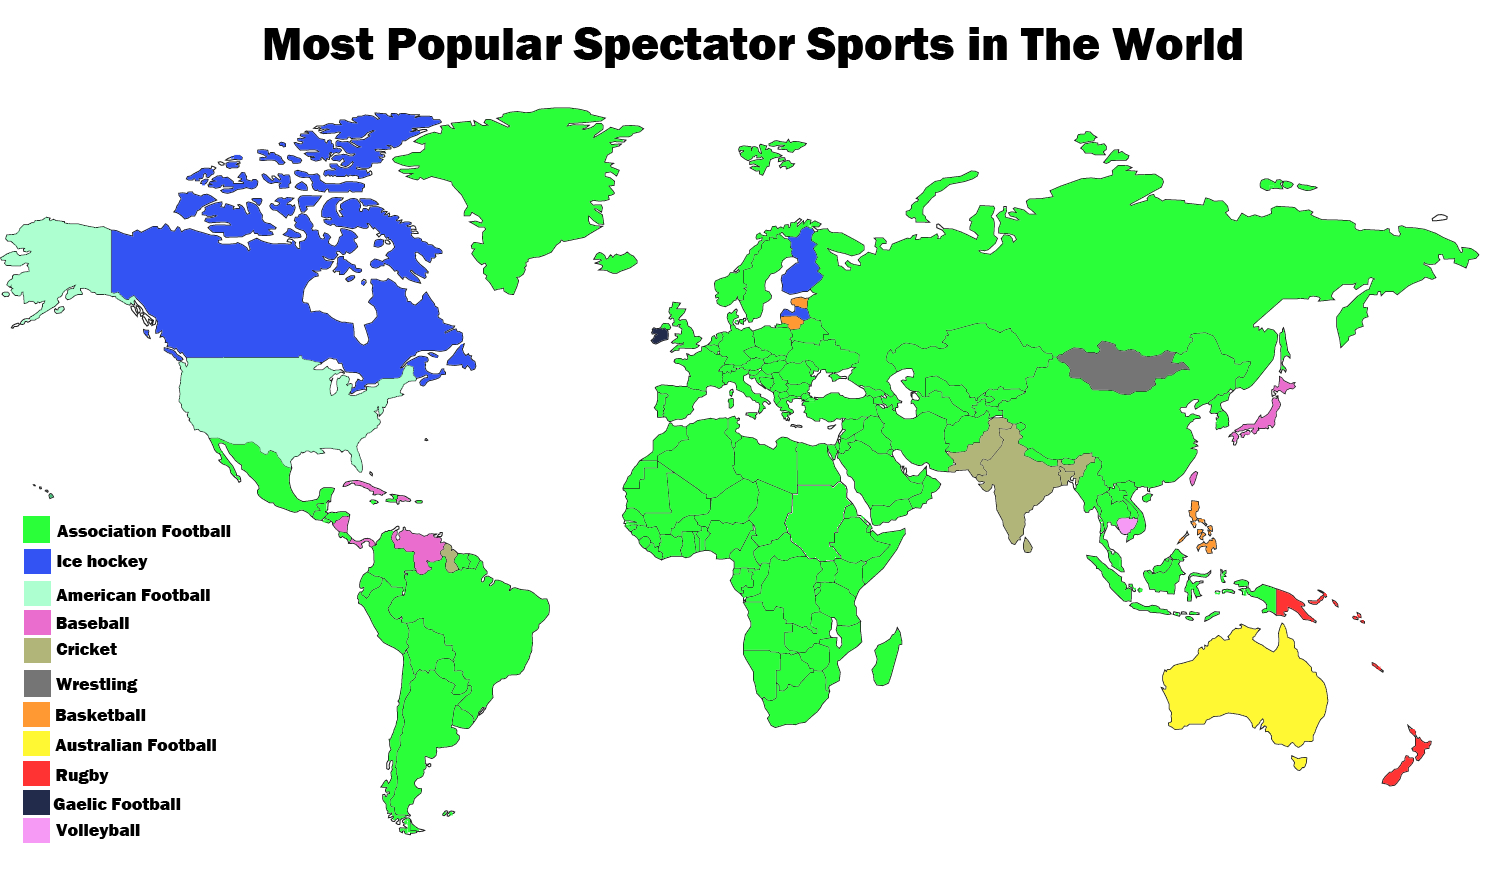 Most Popular Spectator Sports in The World
Association Football
Ice hockey
American Football
Baseball
Cricket
Wrestling
Basketball
Australian Football
Rugby
Gaelic Football
Volleyball